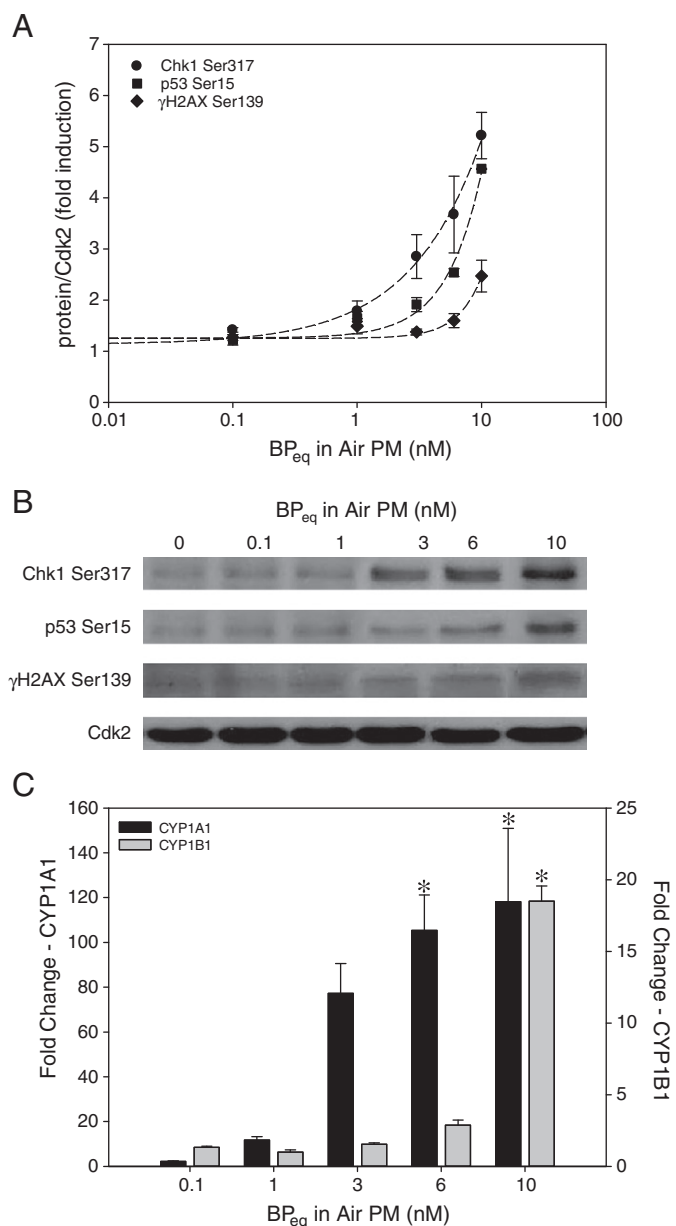 A
7
6
5
4
3
2
1
0
protein/Cdk2 (fold induction)
Chk1 Ser317
p53 Ser15
γH2AX Ser139
0.01 0.1 1 10 100
BPeq in Air PM (nM)
B
BPeq in Air PM (nM)
0 0.1 1 3 6 10
Chk1 Ser317
p53 Ser15
γH2AX Ser139
Cdk2
C
160
140
120
100
80
60
40
20
0
Fold Change - CYP1A1
CYP1A1
CYP1B1
* * *
25
20
15
10
5
0
Fold Change - CYP1B1
0.1 1 3 6 10
BPeq in Air PM (nM)